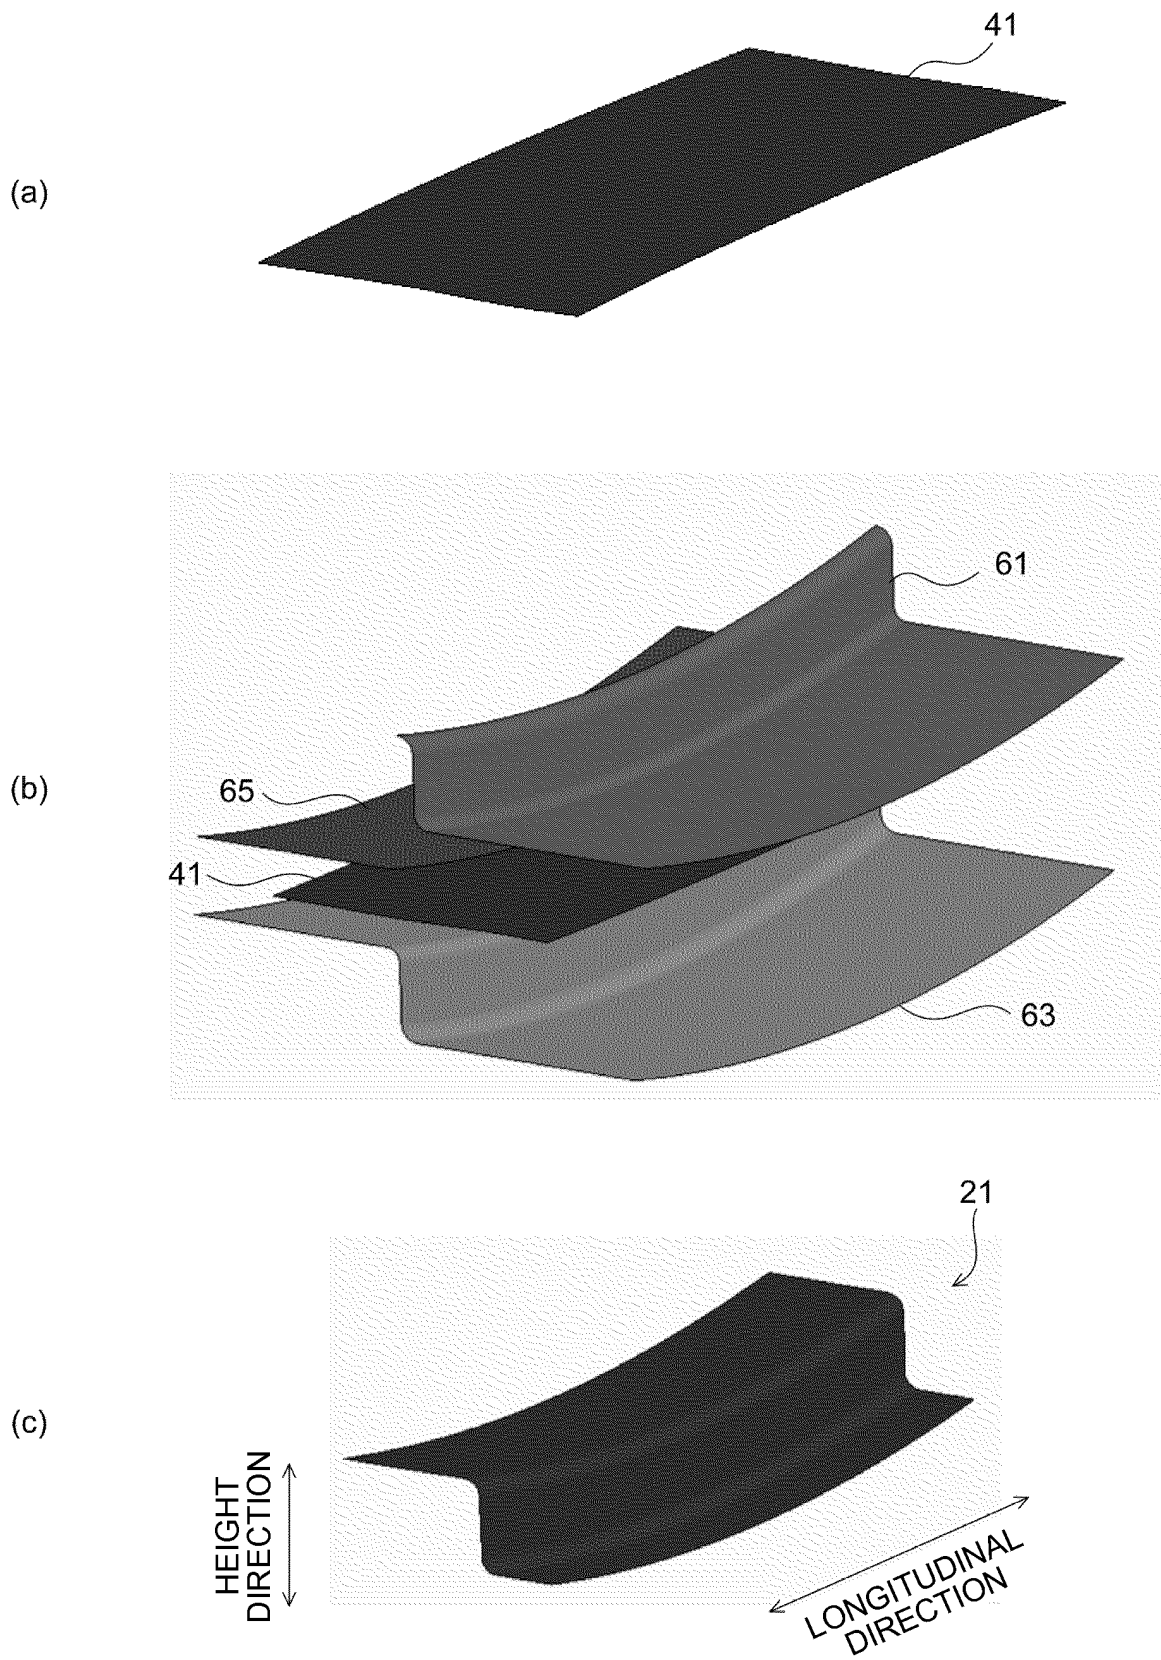 41
(a)
61
(b)
65
41
63
21
(c)
HEIGHT
DIRECTION
LONGITUDINAL
DIRECTION